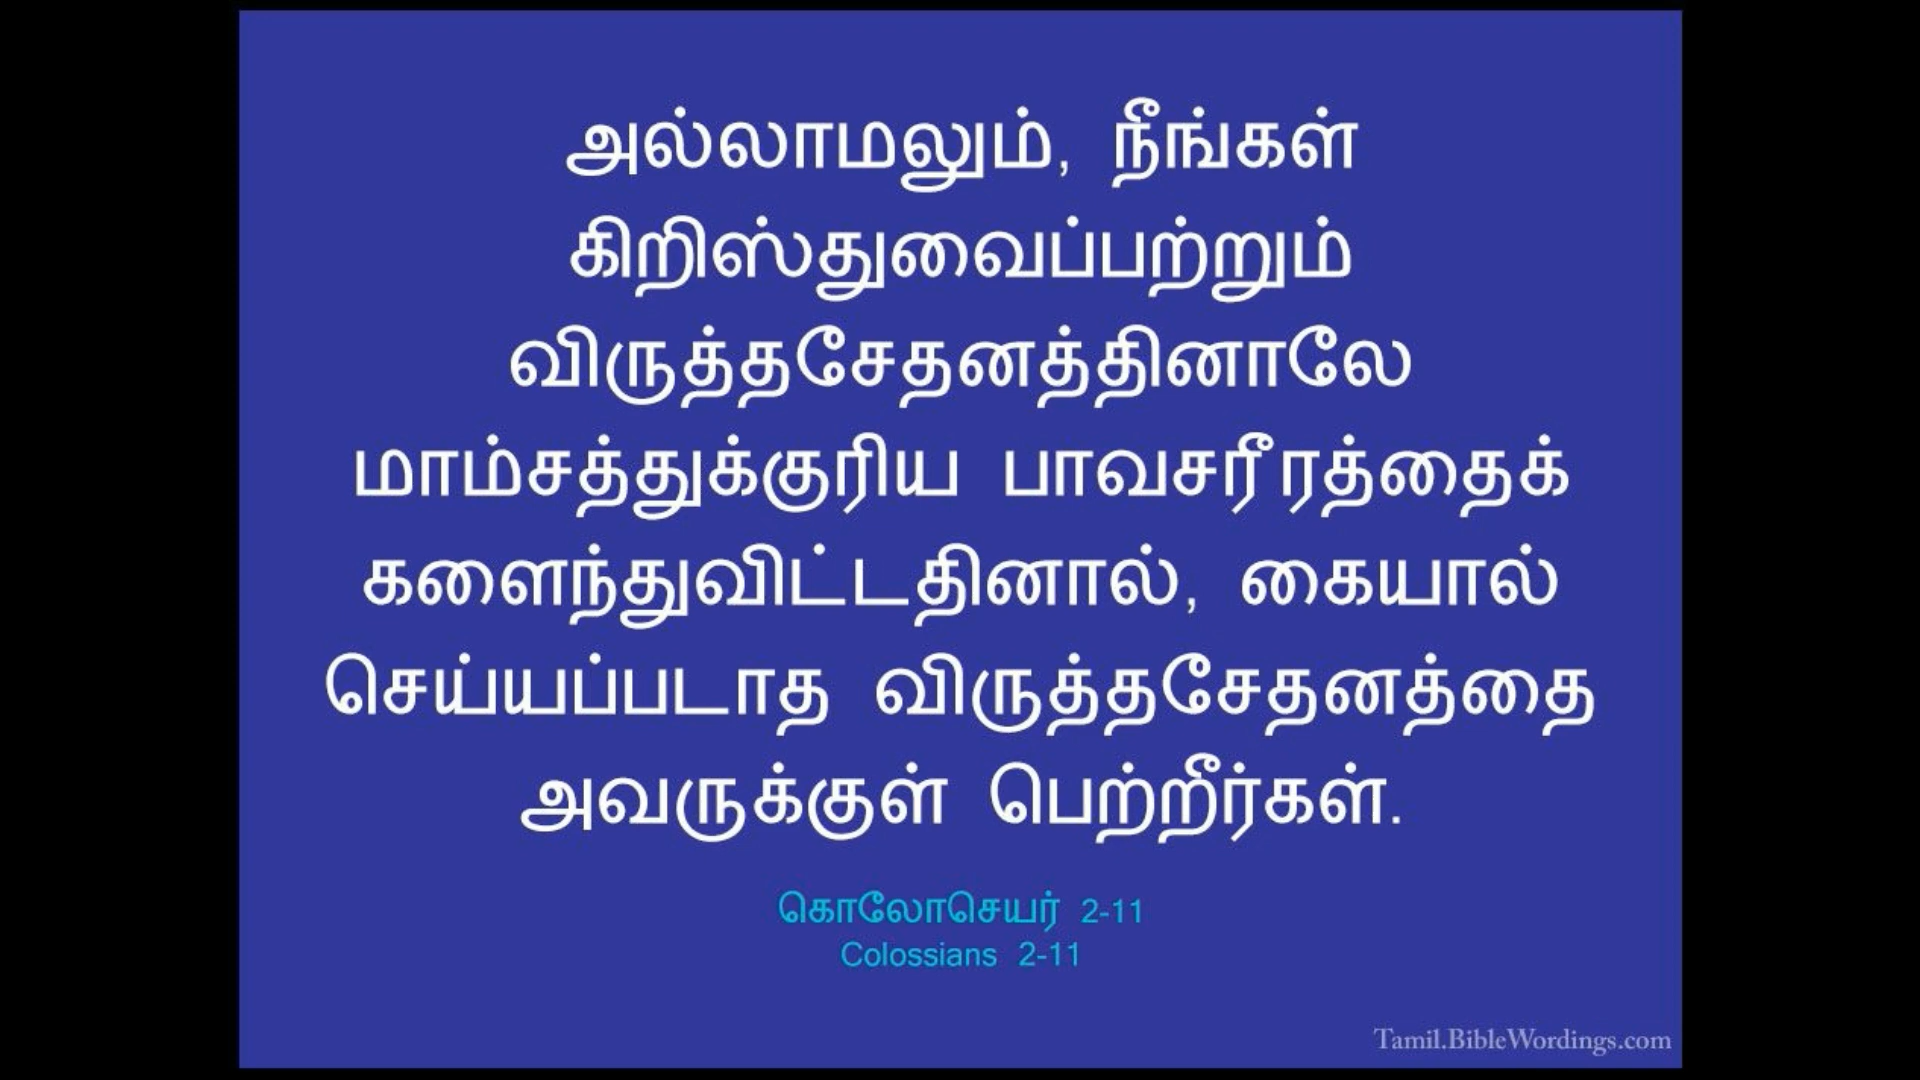 அல்லாமலும், நீங்கள்
கிறிஸ்துவைப்பற்றும்
விருத்தசேதனத்தினாலே
மாம்சத்துக்குரிய பாவசரீரத்தைக்
களைந்துவிட்டதினால், கையால்
செய்யப்படாத விருத்தசேதனத்தை
அவருக்குள் பெற்றீர்கள்.
கொலோசெயர் 2-11
Colossians 2-11
Tamil.BibleWordings.com